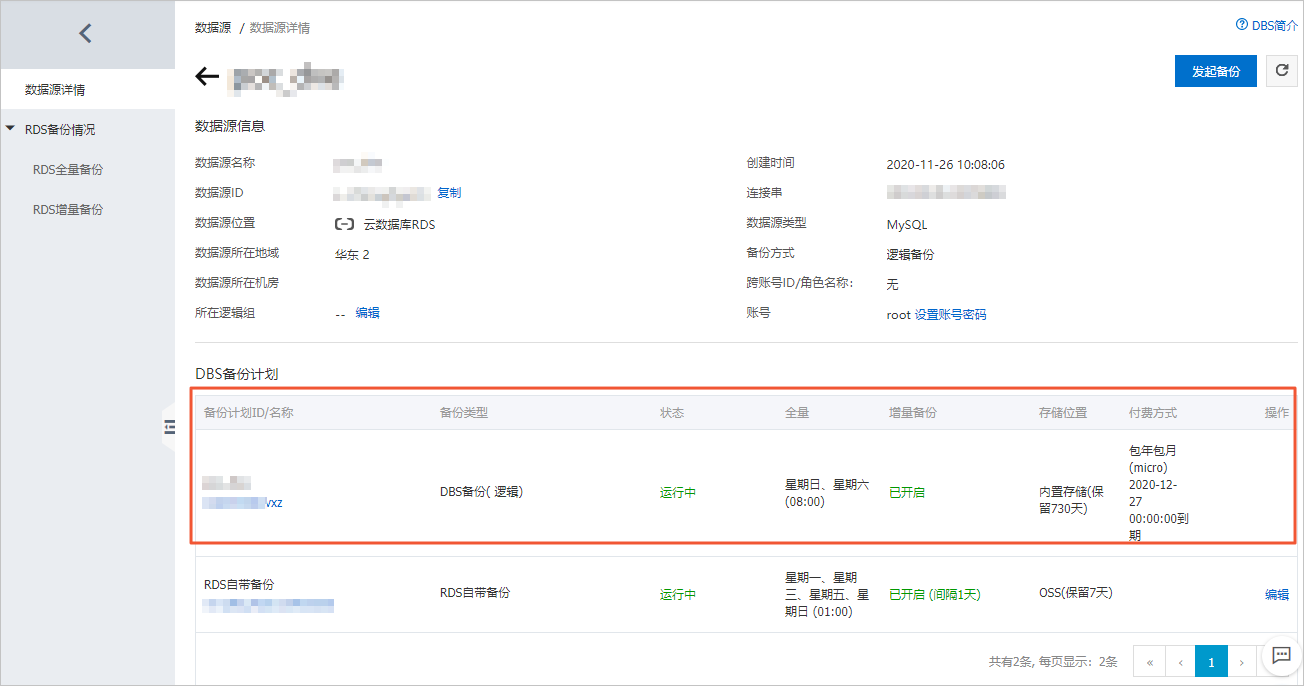 数据源 / 数据源详情
DBS简介
发起备份
数据源详情
RDS备份情况
RDS全量备份
RDS增量备份
数据源信息
数据源名称
创建时间 2020-11-26 10:08:06
数据源ID 复制
连接串
数据源位置 云数据库RDS
数据源类型 MySQL
数据源所在地域 华东 2
备份方式 逻辑备份
数据源所在机房
跨账号ID/角色名称: 无
所在逻辑组 -- 编辑
账号 root 设置账号密码
DBS备份计划
备份计划ID/名称 备份类型 状态 全量 增量备份 存储位置 付费方式 操作
vxz
DBS备份( 逻辑)
运行中
星期日、星期六
(08:00)
已开启
内置存储(保
留730天)
包年包月
(micro)
2020-12-
27
00:00:00到
期
RDS自带备份
RDS自带备份
运行中
星期一、星期
三、星期五、星
期日 (01:00)
已开启 (间隔1天)
OSS(保留7天)
编辑
共有2条, 每页显示: 2条 « ‹ 1 ›